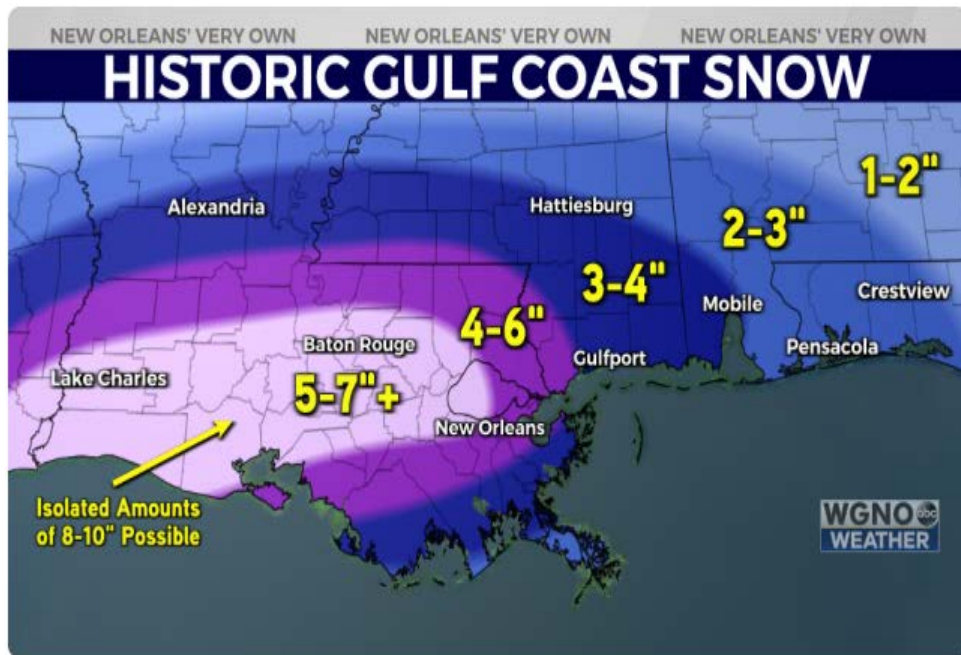 NEW ORLEANS' VERY OWN NEW ORLEANS' VERY OWN NEW ORLEANS' VERY OWN
HISTORIC GULF COAST SNOW
1-2"
Alexandria
Hattiesburg
2-3"
3-4"
Crestview
Mobile
4-6"
Baton Rouge
Pensacola
Gulfport
Lake Charles
5-7"+
New Orleans
Isolated Amounts
of 8-10" Possible
WGNO abc
WEATHER